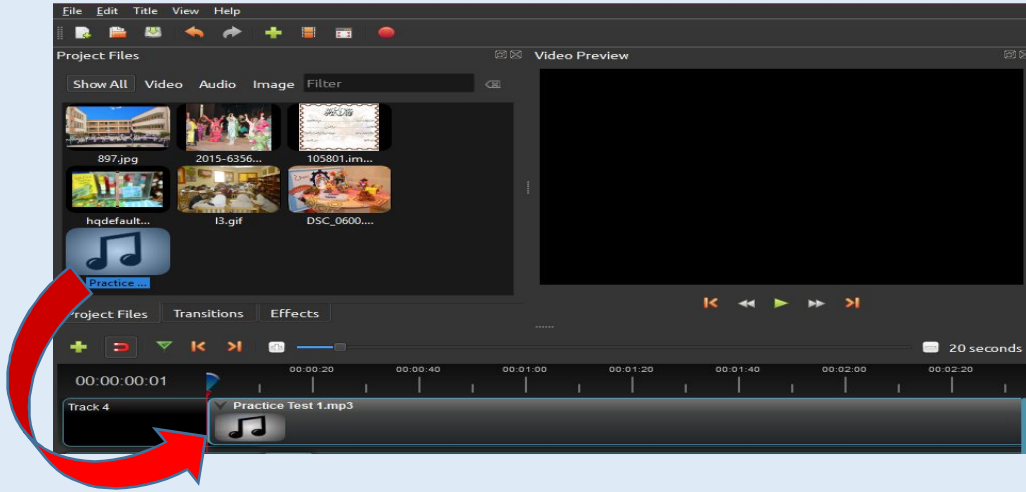 File Edit Title View Help
Project Files
Video Preview
Show All Video Audio Image Filter
897.jpg 2015-6356... 105801.im...
hqdefault... l3.gif DSC_0600....
Practice ...
Project Files Transitions Effects
20 seconds
00:00:00:01
00:00:20 00:00:40 00:01:00 00:01:20 00:01:40 00:02:00 00:02:20
Track 4
Practice Test 1.mp3